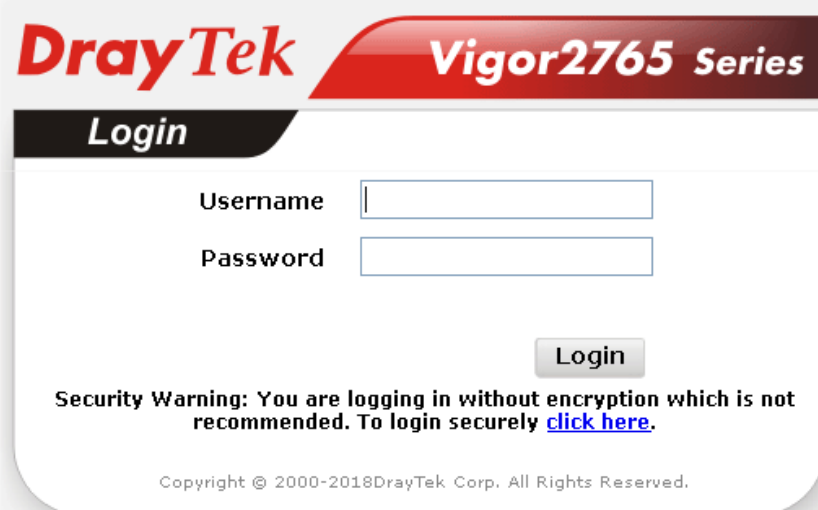 DrayTek Vigor2765 Series
Login
Username
Password
Login
Security Warning: You are logging in without encryption which is not
recommended. To login securely click here.
Copyright © 2000-2018DrayTek Corp. All Rights Reserved.